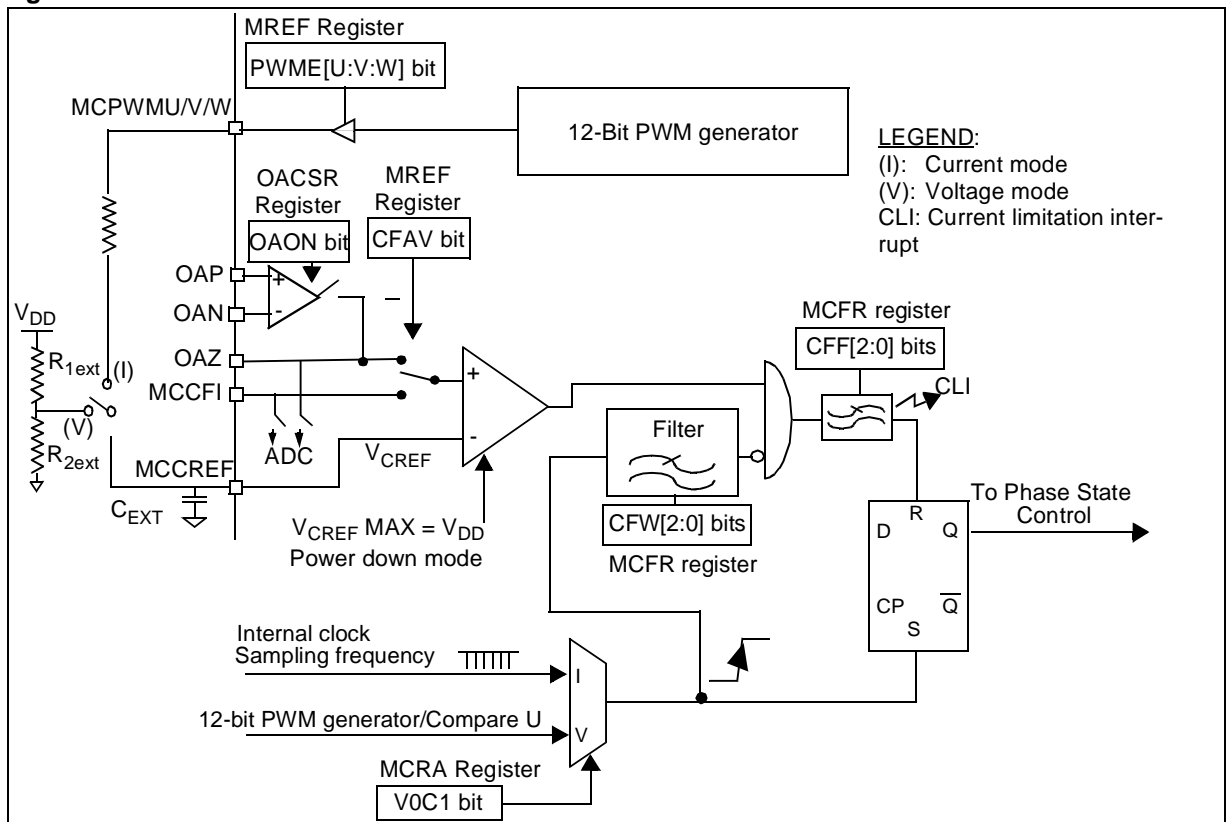 MREF Register
PWME[U:V:W] bit
MCPWMU/V/W
12-Bit PWM generator
LEGEND:
(I): Current mode
(V): Voltage mode
CLI: Current limitation inter-
rupt
OACSR
Register
OAON bit
MREF
Register
CFAV bit
OAP
+
OAN
-
VDD
R1ext
(I)
OAZ
MCCFI
+
-
MCFR register
CFF[2:0] bits
CLI
(V)
R2ext
ADC
VCREF
MCCREF
CEXT
Filter
CFW[2:0] bits
MCFR register
VCREF MAX = VDD
Power down mode
R
D Q
CP Q
S
To Phase State
Control
Internal clock
Sampling frequency
I
12-bit PWM generator/Compare U
V
MCRA Register
V0C1 bit